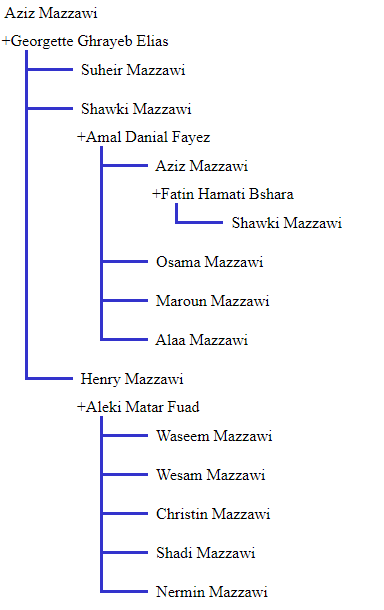 Aziz Mazzawi
+Georgette Ghrayeb Elias
Suheir Mazzawi
Shawki Mazzawi
+Amal Danial Fayez
Aziz Mazzawi
+Fatin Hamati Bshara
Shawki Mazzawi
Osama Mazzawi
Maroun Mazzawi
Alaa Mazzawi
Henry Mazzawi
+Aleki Matar Fuad
Waseem Mazzawi
Wesam Mazzawi
Christin Mazzawi
Shadi Mazzawi
Nermin Mazzawi